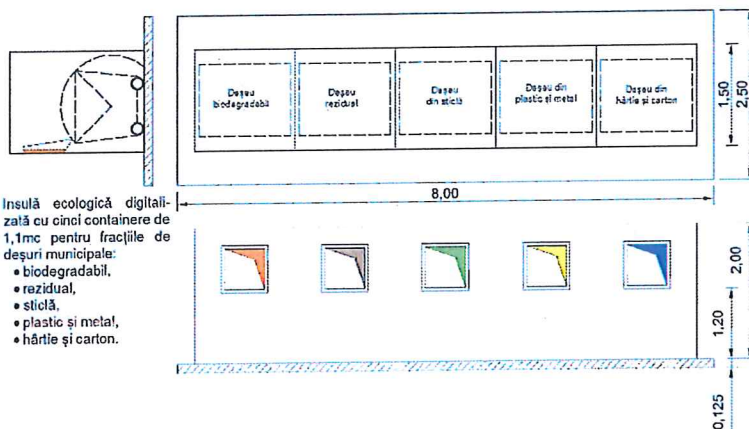 Deșeu
biodegradabil
Deșeu
rezidual
Deșeu
din sticlă
Deșeu din
plastic și metal
Deșeu din
hârtie și carton
1,50
2,50
8,00
Insulă ecologică digitali-
zată cu cinci containere de
1,1mc pentru fracțiile de
deșuri municipale:
• biodegradabil,
• rezidual,
• sticlă,
• plastic și metal,
• hârtie și carton.
2,00
1,20
0,125